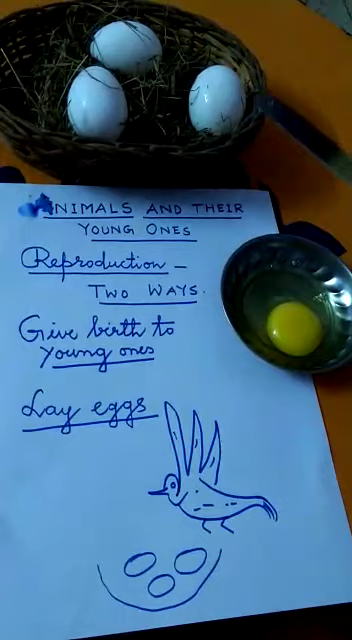 ANIMALS AND THEIR
YOUNG ONES
Reproduction -
TWO WAYS.
Give birth to
young ones
Lay eggs